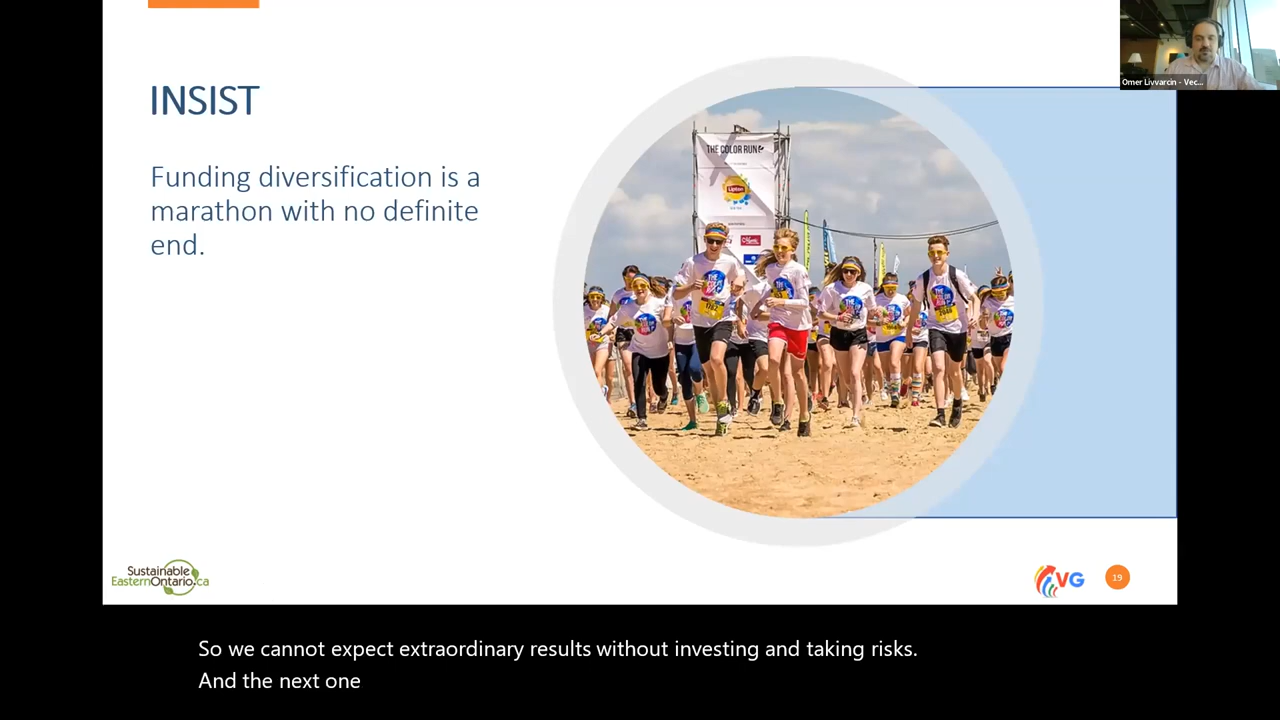 INSIST
Funding diversification is a
marathon with no definite
end.
THE COLOR RUN
Lipton
Omer Livvarcin - Vec...
Sustainable
EasternOntario.ca
VG
19
So we cannot expect extraordinary results without investing and taking risks.
And the next one